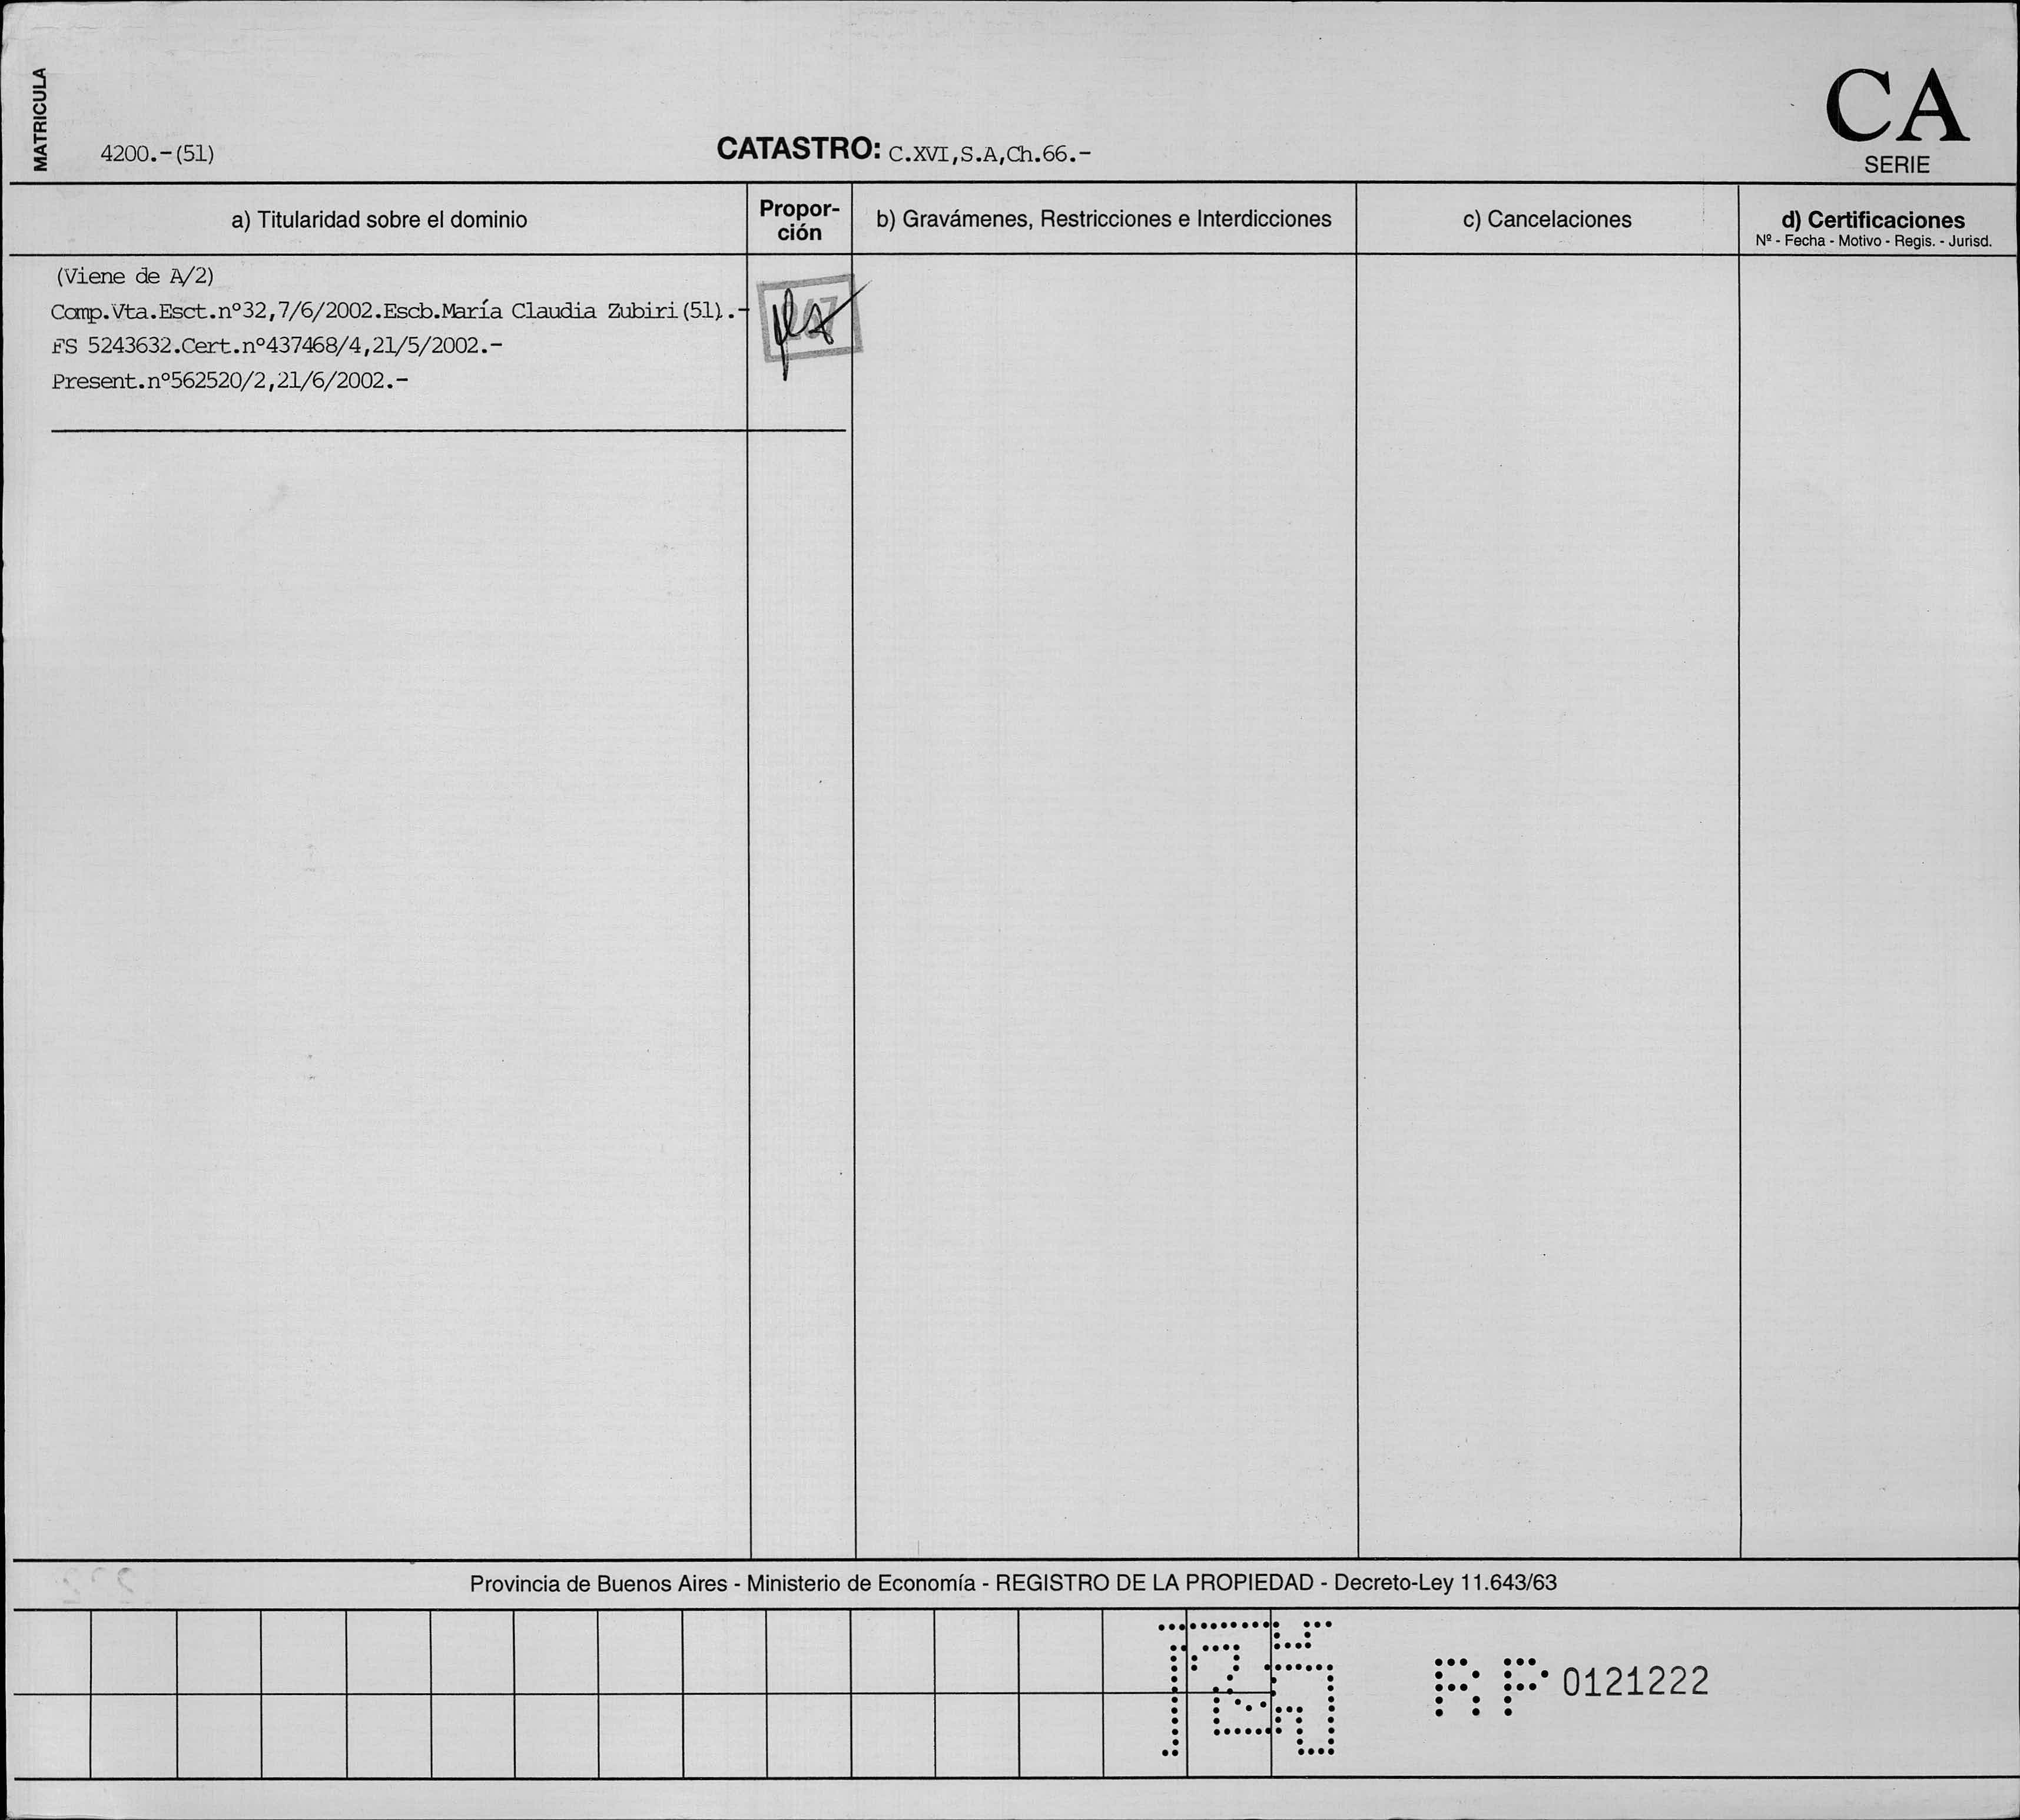 MATRICULA
4200.-(51)
CATASTRO: C.XVI,S.A,Ch.66.-
CA
SERIE
a) Titularidad sobre el dominio
Propor-
ción
b) Gravámenes, Restricciones e Interdicciones
c) Cancelaciones
d) Certificaciones
Nº - Fecha - Motivo - Regis. - Jurisd.
(Viene de A/2)
Comp.Vta.Esct.nº32,7/6/2002.Escb.María Claudia Zubiri(51).-
FS 5243632.Cert.nº437468/4,21/5/2002.-
Present.nº562520/2,21/6/2002.-
Provincia de Buenos Aires - Ministerio de Economía - REGISTRO DE LA PROPIEDAD - Decreto-Ley 11.643/63
RP 0121222